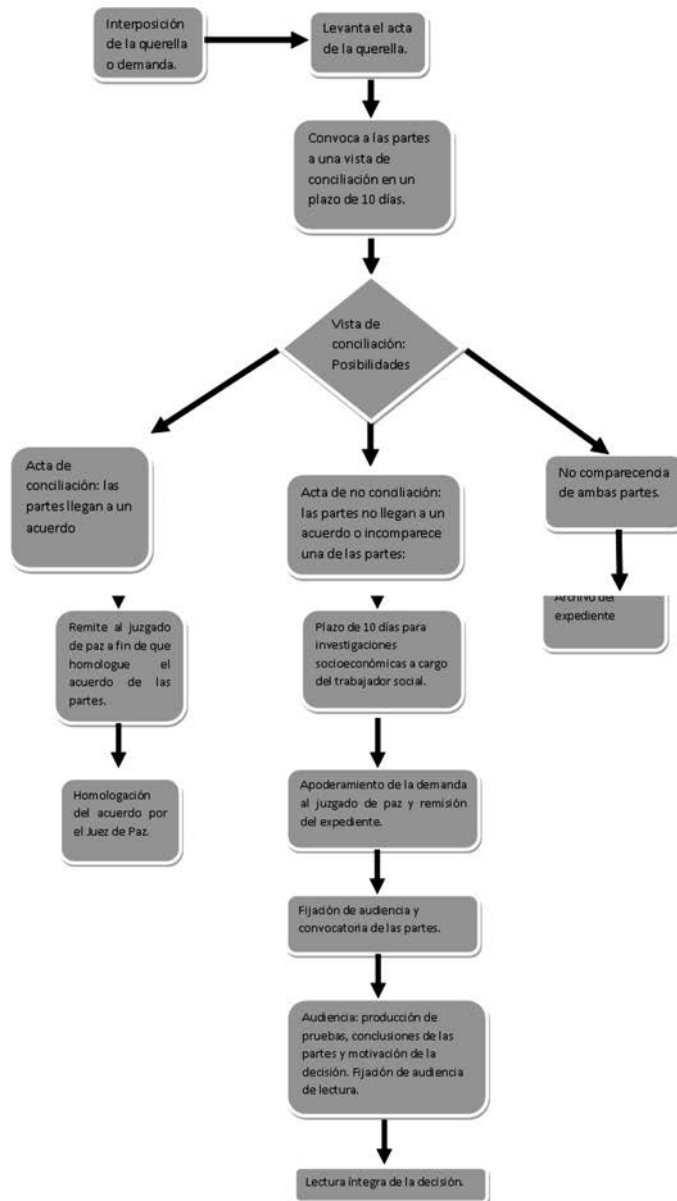 Interposición
de la querella
o demanda.
Levanta el acta
de la querella.
Convoca a las partes
a una vista de
conciliación en un
plazo de 10 días.
Vista de
conciliación:
Posibilidades
Acta de
conciliación: las
partes llegan a un
acuerdo
Acta de no conciliación:
las partes no llegan a un
acuerdo o incomparece
una de las partes:
No comparecencia
de ambas partes.
Remite al juzgado
de paz a fin de que
homologue el
acuerdo de las
partes.
Plazo de 10 días para
investigaciones
socioeconómicas a cargo
del trabajador social.
Archivo del
expediente
Homologación
del acuerdo por
el Juez de Paz.
Apoderamiento de la demanda
al juzgado de paz y remisión
del expediente.
Fijación de audiencia y
convocatoria de las partes.
Audiencia: producción de
pruebas, conclusiones de las
partes y motivación de la
decisión. Fijación de audiencia
de lectura.
Lectura íntegra de la decisión.